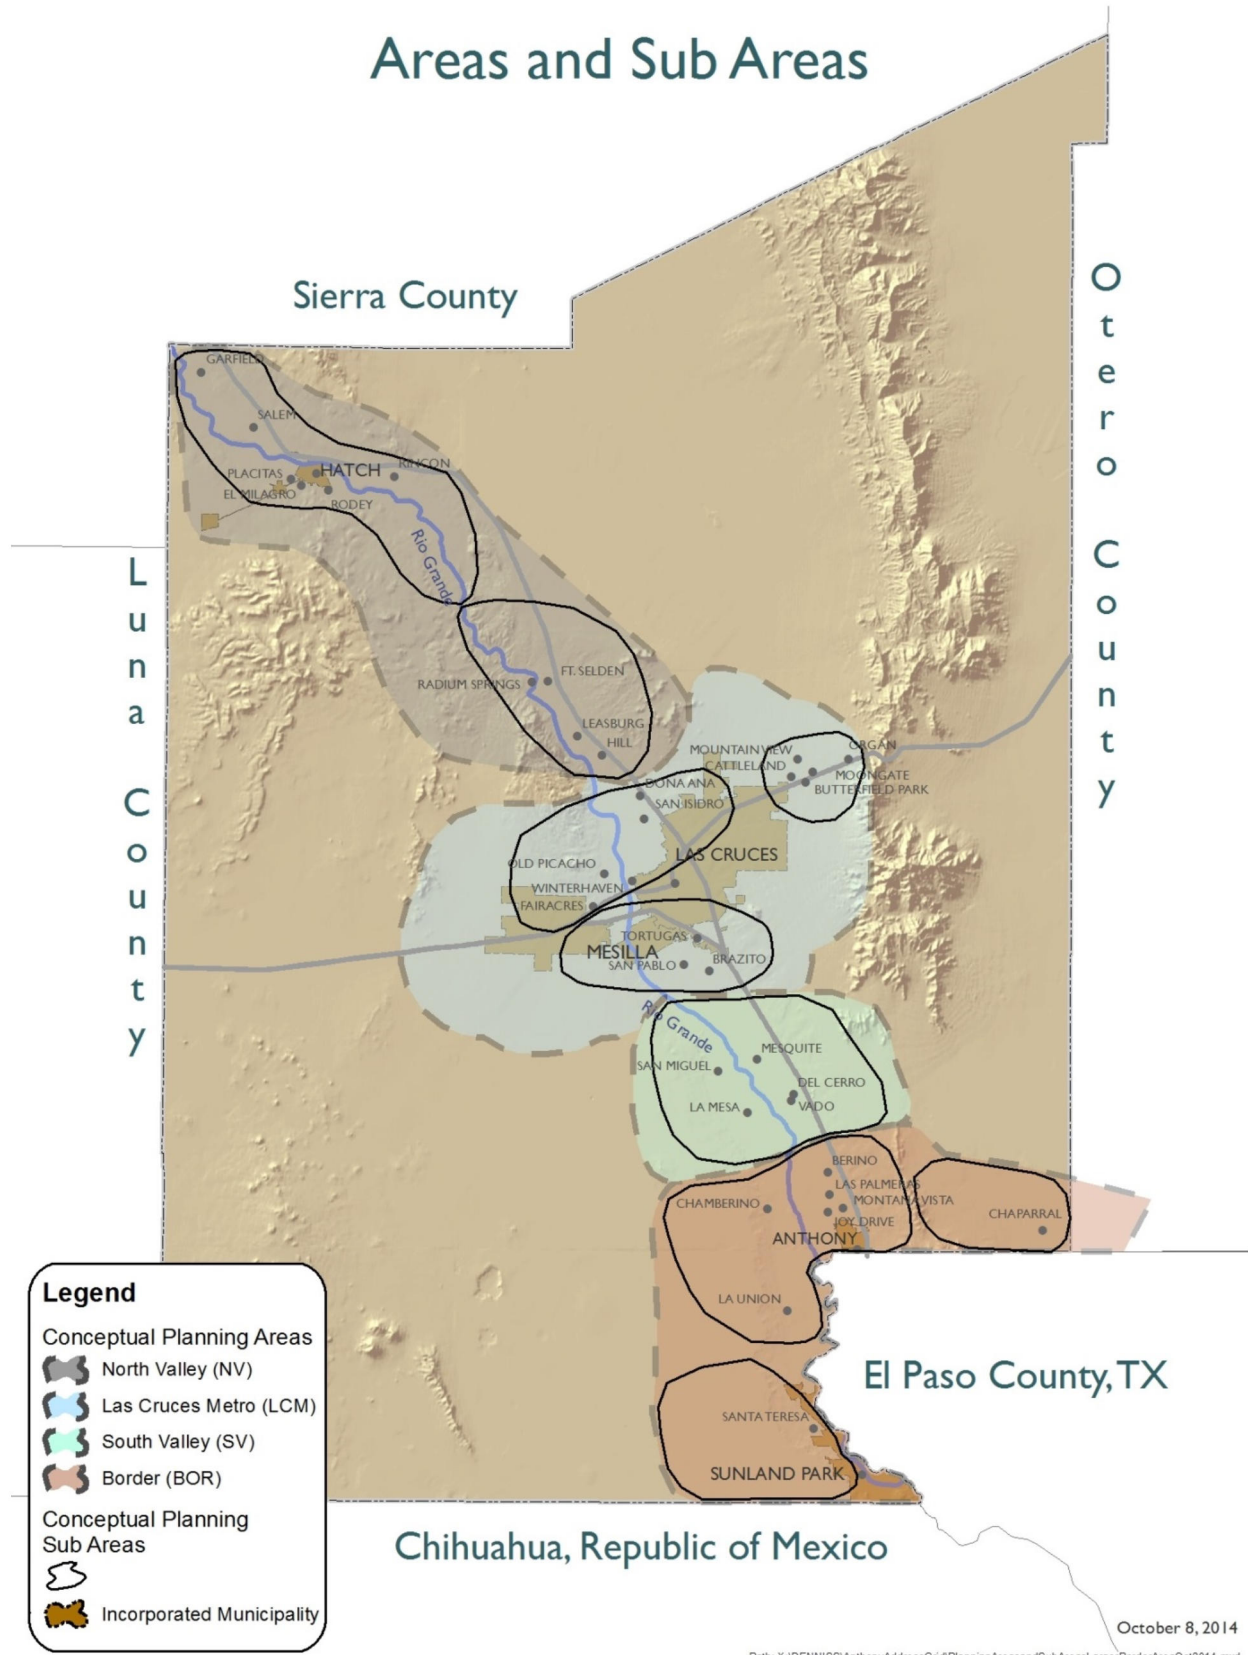 Areas and Sub Areas
Sierra County
Otero County
Luna County
GARFIELD
SALEM
PLACITAS
HATCH
RINCON
EL MILAGRO
RODEY
Rio Grande
FT. SELDEN
RADIUM SPRINGS
LEASBURG
HILL
MOUNTAIN VIEW
ORGAN
CATTLELAND
MOONGATE
DONA ANA
BUTTERFIELD PARK
SAN ISIDRO
LAS CRUCES
OLD PICACHO
WINTERHAVEN
FAIRACRES
TORTUGAS
MESILLA
BRAZITO
SAN PABLO
Rio Grande
MESQUITE
SAN MIGUEL
DEL CERRO
LA MESA
VADO
BERINO
LAS PALMERAS
CHAMBERINO
MONTANA VISTA
CHAPARRAL
JOY DRIVE
ANTHONY
LA UNION
El Paso County, TX
SANTA TERESA
SUNLAND PARK
Chihuahua, Republic of Mexico
Legend
Conceptual Planning Areas
North Valley (NV)
Las Cruces Metro (LCM)
South Valley (SV)
Border (BOR)
Conceptual Planning
Sub Areas
Incorporated Municipality
October 8, 2014